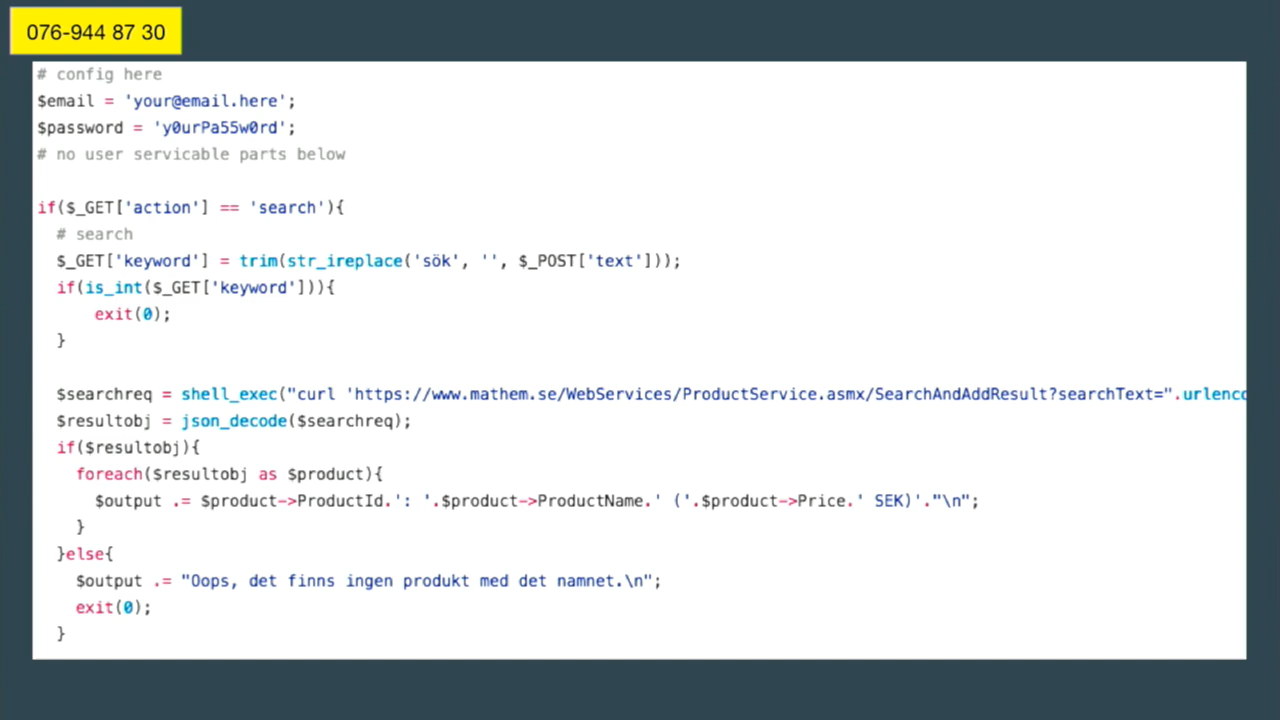 076-944 87 30
# config here
$email = 'your@email.here';
$password = 'y0urPa55w0rd';
# no user servicable parts below
if($_GET['action'] == 'search'){
# search
$_GET['keyword'] = trim(str_ireplace('sök', '', $_POST['text']));
if(is_int($_GET['keyword'])){
exit(0);
}
$searchreq = shell_exec("curl 'https://www.mathem.se/WebServices/ProductService.asmx/SearchAndAddResult?searchText=".urlenco
$resultobj = json_decode($searchreq);
if($resultobj){
foreach($resultobj as $product){
$output .= $product->ProductId.': '.$product->ProductName.' ('.$product->Price.' SEK)'."\n";
}
}else{
$output .= "Oops, det finns ingen produkt med det namnet.\n";
exit(0);
}